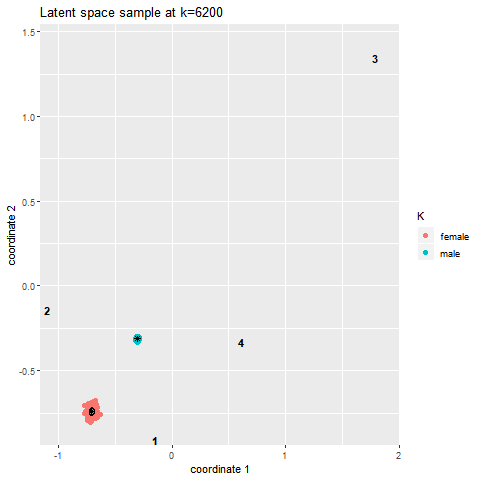 Latent space sample at k=6200
1.5
3
1.0
0.5
K
female
male
coordinate 2
0.0
2
4
-0.5
1
-1
0
1
2
coordinate 1